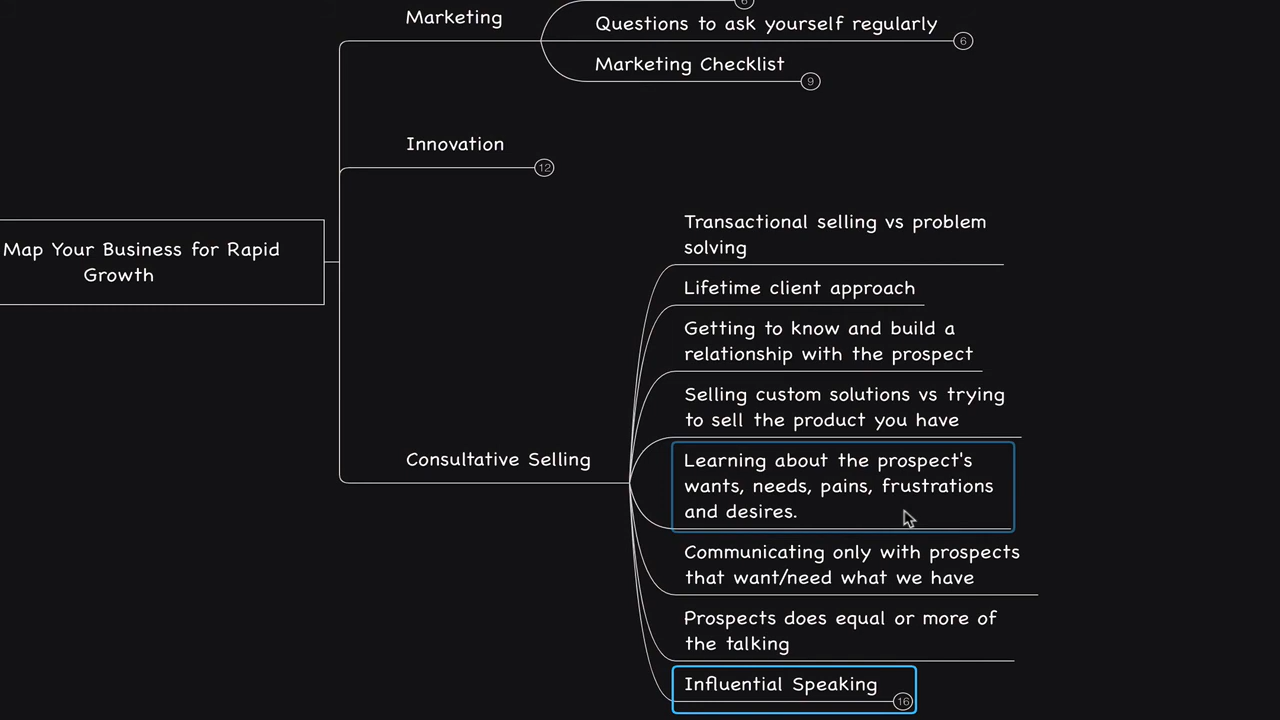 Marketing
6
Questions to ask yourself regularly
6
Marketing Checklist
9
Innovation
12
Map Your Business for Rapid
Growth
Consultative Selling
Transactional selling vs problem
solving
Lifetime client approach
Getting to know and build a
relationship with the prospect
Selling custom solutions vs trying
to sell the product you have
Learning about the prospect's
wants, needs, pains, frustrations
and desires.
Communicating only with prospects
that want/need what we have
Prospects does equal or more of
the talking
Influential Speaking
16